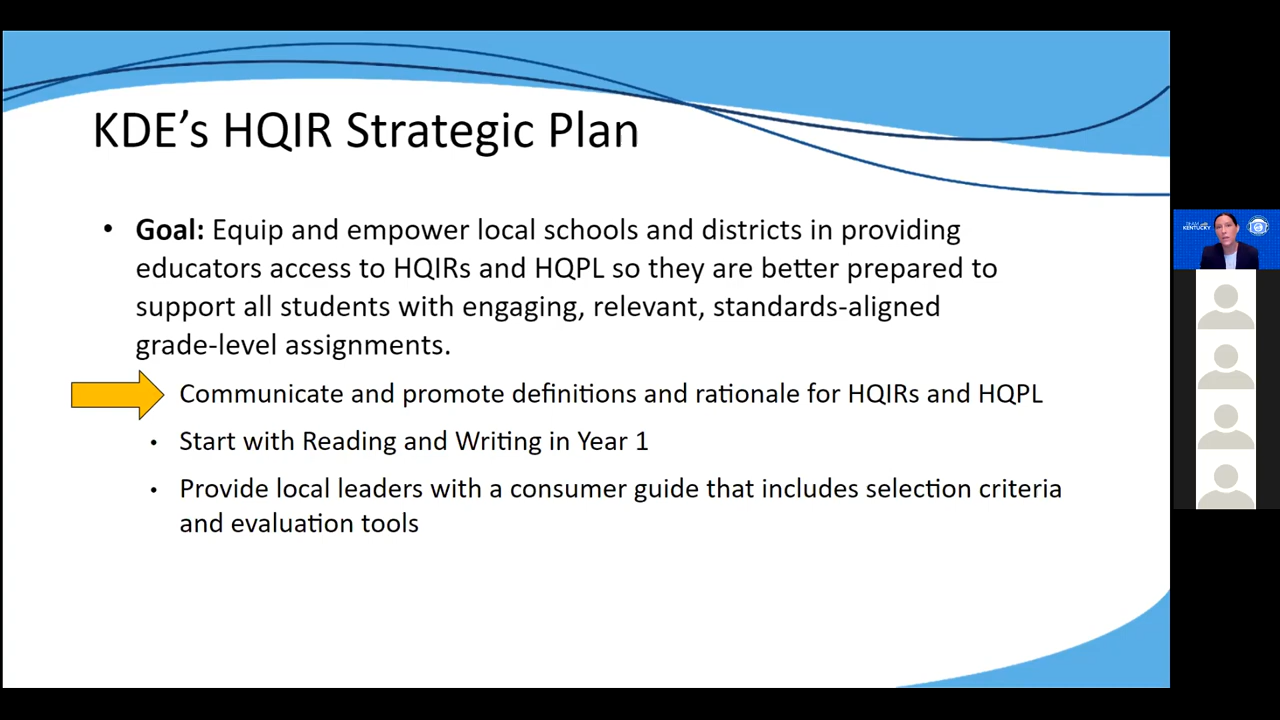 KDE’s HQIR Strategic Plan
• Goal: Equip and empower local schools and districts in providing
educators access to HQIRs and HQPL so they are better prepared to
support all students with engaging, relevant, standards-aligned
grade-level assignments.
Communicate and promote definitions and rationale for HQIRs and HQPL
• Start with Reading and Writing in Year 1
• Provide local leaders with a consumer guide that includes selection criteria
and evaluation tools
TEAM
KENTUCKY